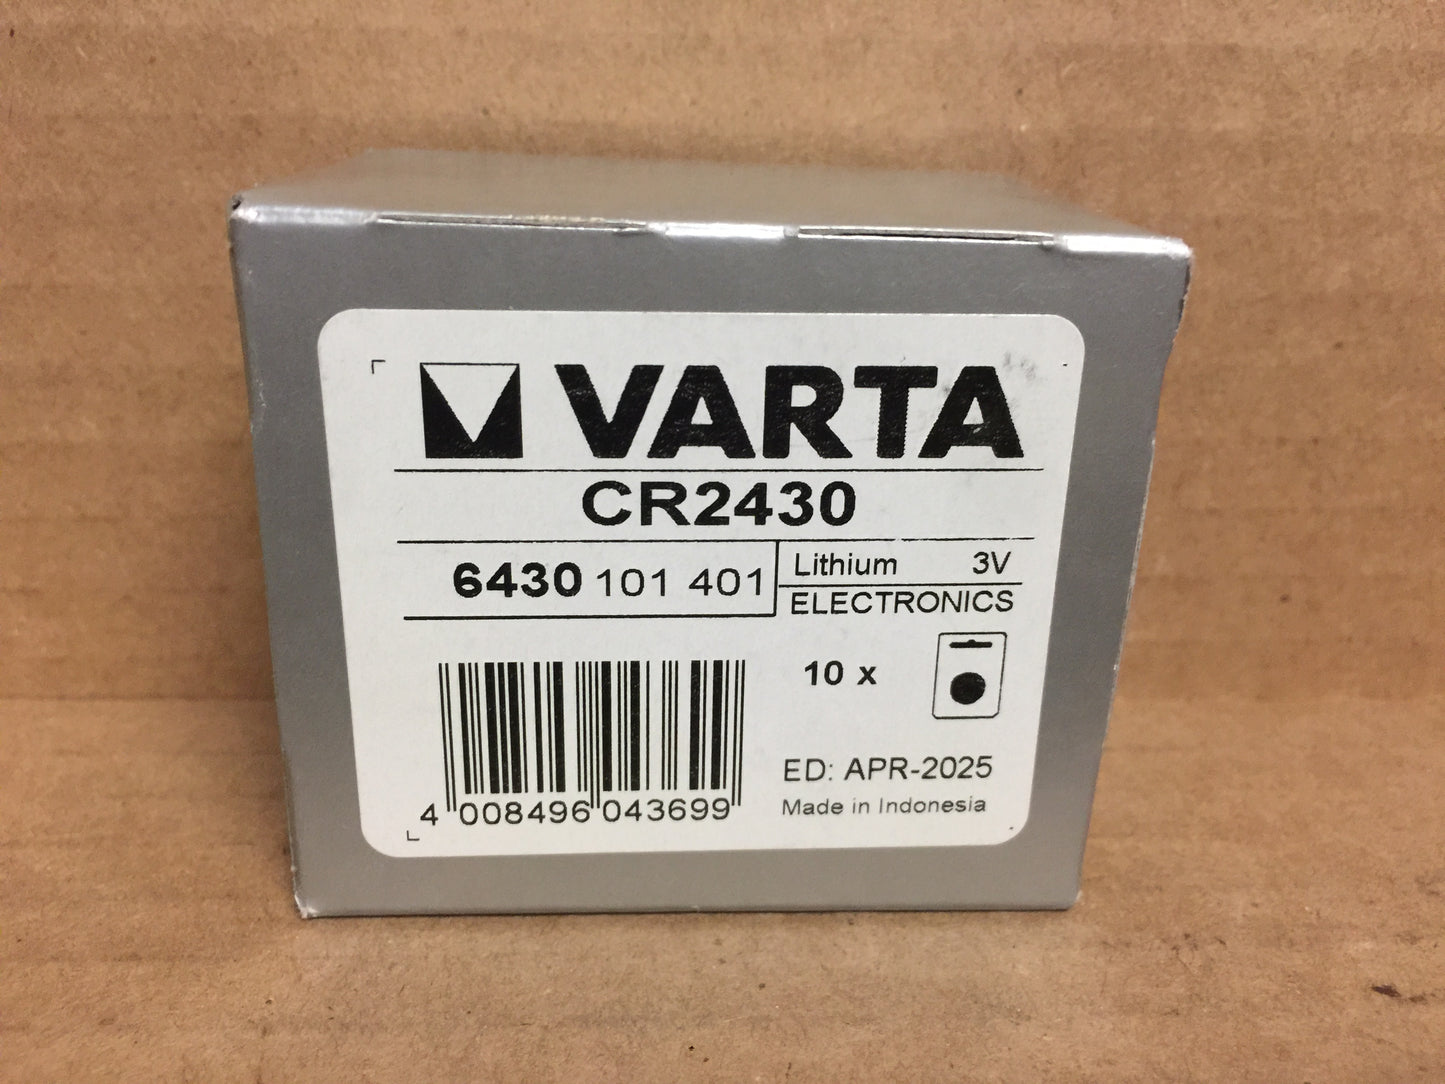 VARTA
CR2430
6430 101 401
Lithium 3V
ELECTRONICS
10 x
ED: APR-2025
Made in Indonesia
4 008496 043699